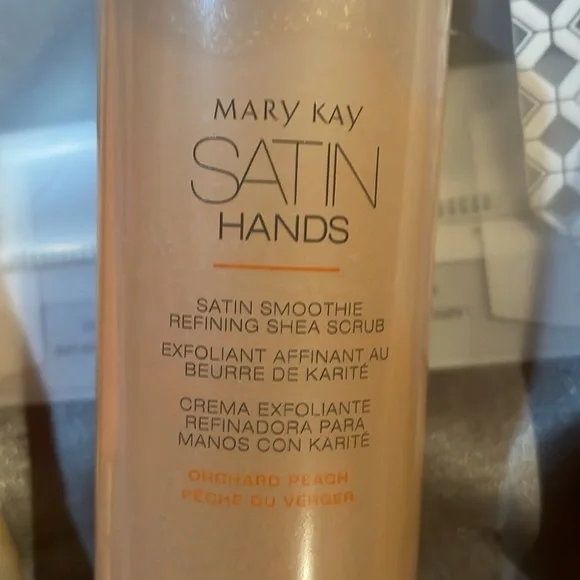 MARY KAY
SATIN
HANDS
SATIN SMOOTHIE
REFINING SHEA SCRUB
EXFOLIANT AFFINANT AU
BEURRE DE KARITÉ
CREMA EXFOLIANTE
REFINADORA PARA
MANOS CON KARITÉ
ORCHARD PEACH
PÊCHE DU VERGER